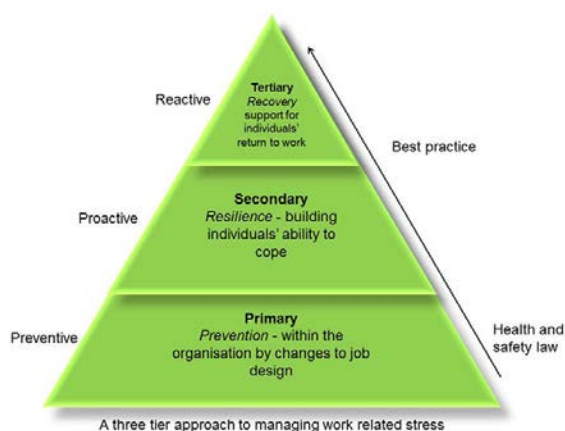 Tertiary
Recovery
support for
individuals'
return to work
Reactive
Best practice
Secondary
Resilience - building
individuals' ability to
cope
Proactive
Primary
Prevention - within the
organisation by changes to job
design
Preventive
Health and
safety law
A three tier approach to managing work related stress